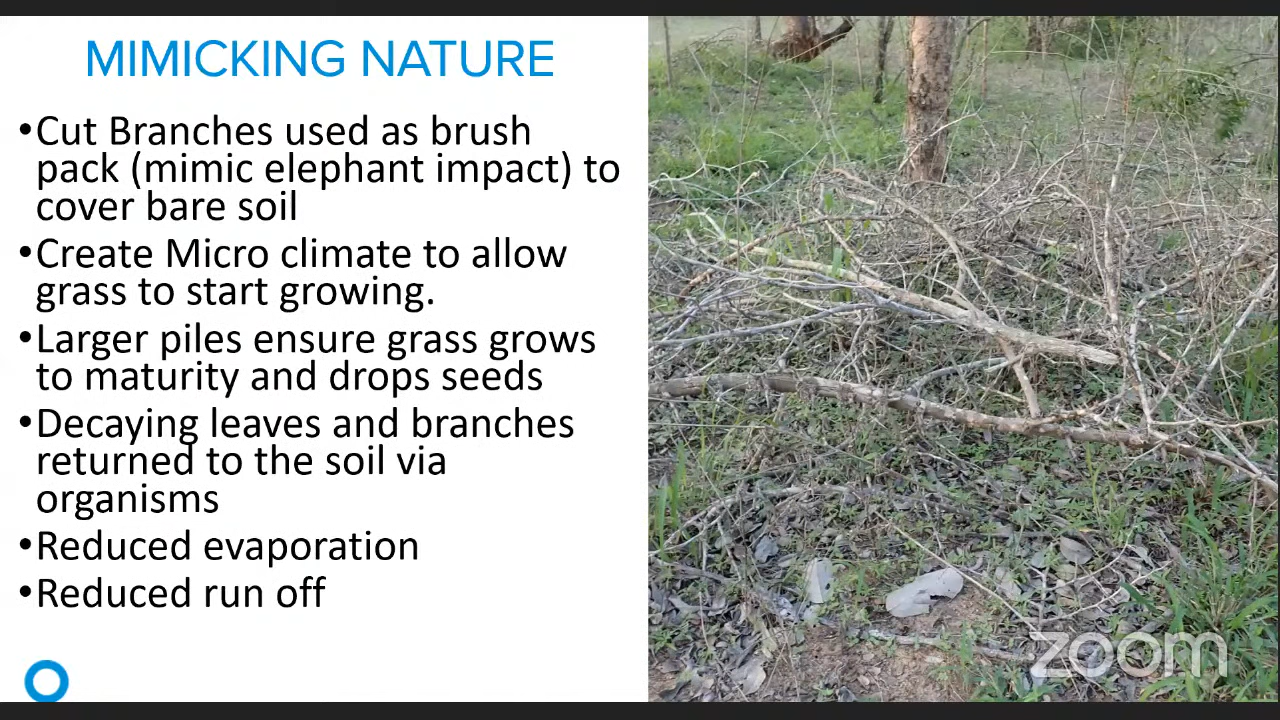 MIMICKING NATURE
•Cut Branches used as brush
pack (mimic elephant impact) to
cover bare soil
•Create Micro climate to allow
grass to start growing.
•Larger piles ensure grass grows
to maturity and drops seeds
•Decaying leaves and branches
returned to the soil via
organisms
•Reduced evaporation
•Reduced run off
zoom